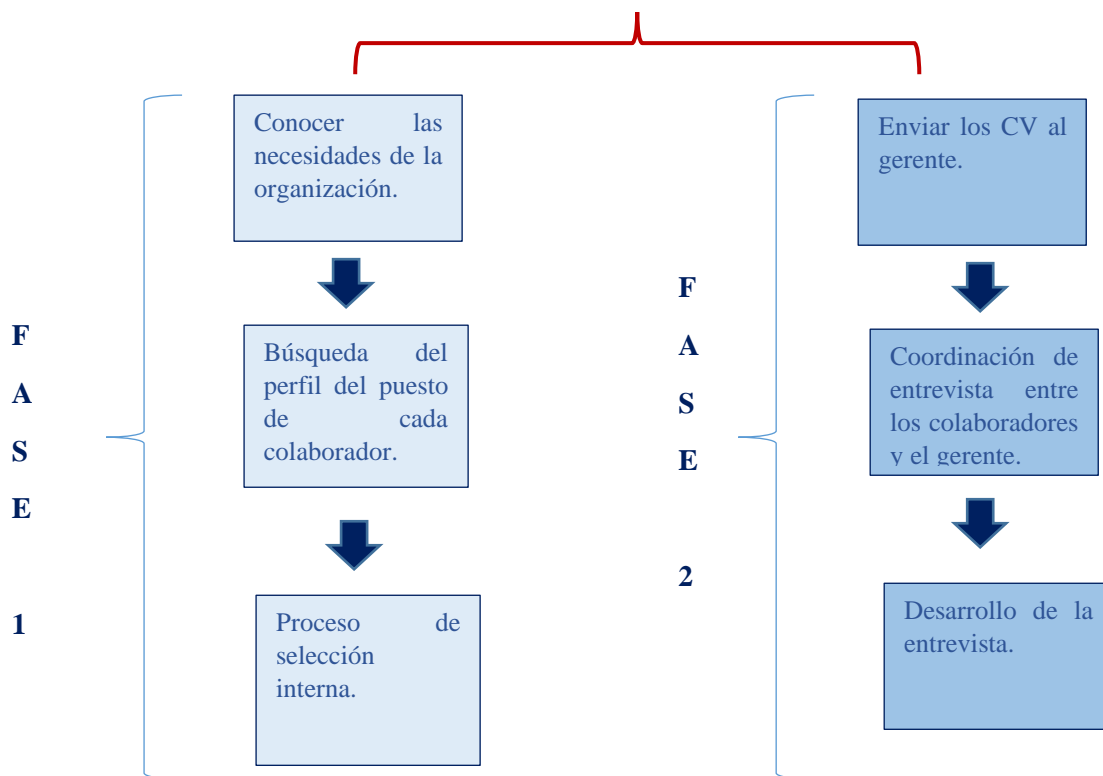 F
A
S
E
1
Conocer las
necesidades de la
organización.
Búsqueda del
perfil del puesto
de cada
colaborador.
Proceso de
selección
interna.
F
A
S
E
2
Enviar los CV al
gerente.
Coordinación de
entrevista entre
los colaboradores
y el gerente.
Desarrollo de la
entrevista.